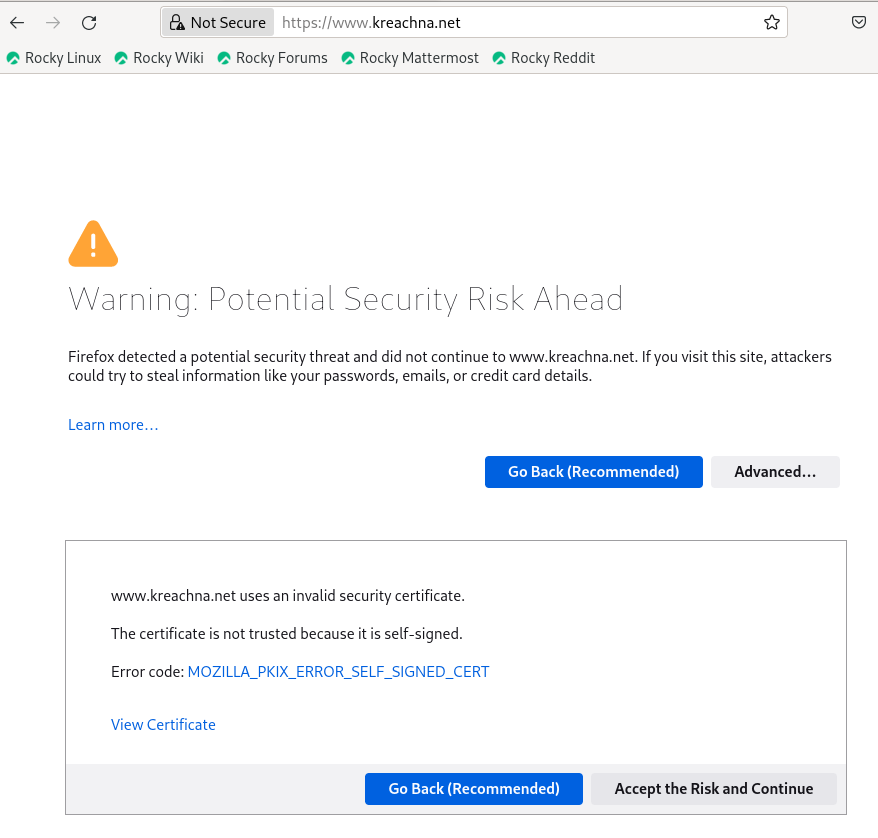 Not Secure https://www.kreachna.net
Rocky Linux Rocky Wiki Rocky Forums Rocky Mattermost Rocky Reddit
Warning: Potential Security Risk Ahead
Firefox detected a potential security threat and did not continue to www.kreachna.net. If you visit this site, attackers
could try to steal information like your passwords, emails, or credit card details.
Learn more…
Go Back (Recommended) Advanced…
www.kreachna.net uses an invalid security certificate.
The certificate is not trusted because it is self-signed.
Error code: MOZILLA_PKIX_ERROR_SELF_SIGNED_CERT
View Certificate
Go Back (Recommended) Accept the Risk and Continue